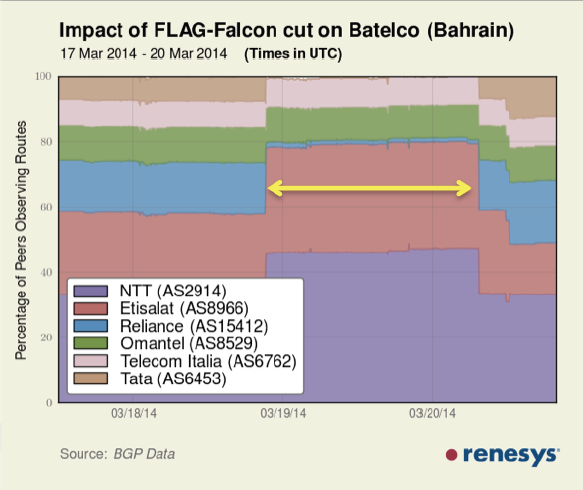 Impact of FLAG-Falcon cut on Batelco (Bahrain)
17 Mar 2014 - 20 Mar 2014 (Times in UTC)
Percentage of Peers Observing Routes
100
80
60
40
20
0
NTT (AS2914)
Etisalat (AS8966)
Reliance (AS15412)
Omantel (AS8529)
Telecom Italia (AS6762)
Tata (AS6453)
03/18/14 03/19/14 03/20/14
Source: BGP Data
renesys